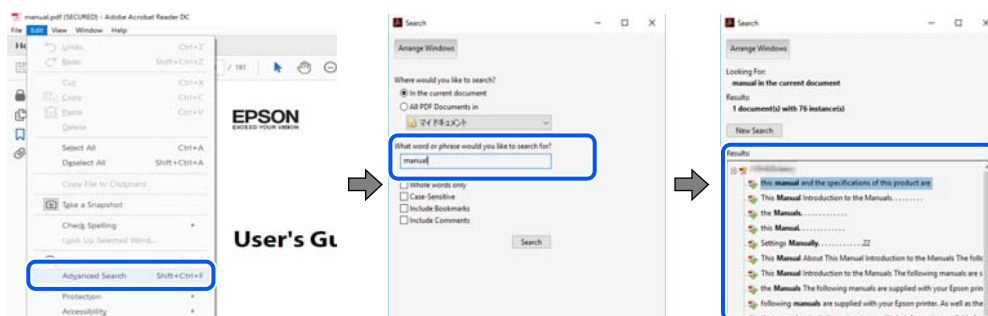 manual.pdf (SECURED) - Adobe Acrobat Reader DC
File Edit View Window Help
Undo Ctrl+Z
Redo Shift+Ctrl+Z
Cut Ctrl+X
Copy Ctrl+C
Paste Ctrl+V
Delete
Select All Ctrl+A
Deselect All Shift+Ctrl+A
Copy File to Clipboard
Take a Snapshot
Check Spelling
Look Up Selected Word...
Advanced Search Shift+Ctrl+F
Protection
Accessibility
/ 191
EPSON
EXCEED YOUR VISION
User's Gu
Search
Arrange Windows
Where would you like to search?
In the current document
All PDF Documents in
マイ ドキュメント
What word or phrase would you like to search for?
manual
Whole words only
Case-Sensitive
Include Bookmarks
Include Comments
Search
Search
Arrange Windows
Looking For:
manual in the current document
Results:
1 document(s) with 76 instance(s)
New Search
Results:
this manual and the specifications of this product are
This Manual Introduction to the Manuals. . . . . . . . .
the Manuals. . . . . . . . . . . . .
this Manual. . . . . . . . . . . . .
Settings Manually. . . . . . . . . . . . .22
This Manual About This Manual Introduction to the Manuals The follo
This Manual Introduction to the Manuals The following manuals are s
the Manuals The following manuals are supplied with your Epson prin
following manuals are supplied with your Epson printer. As well as the